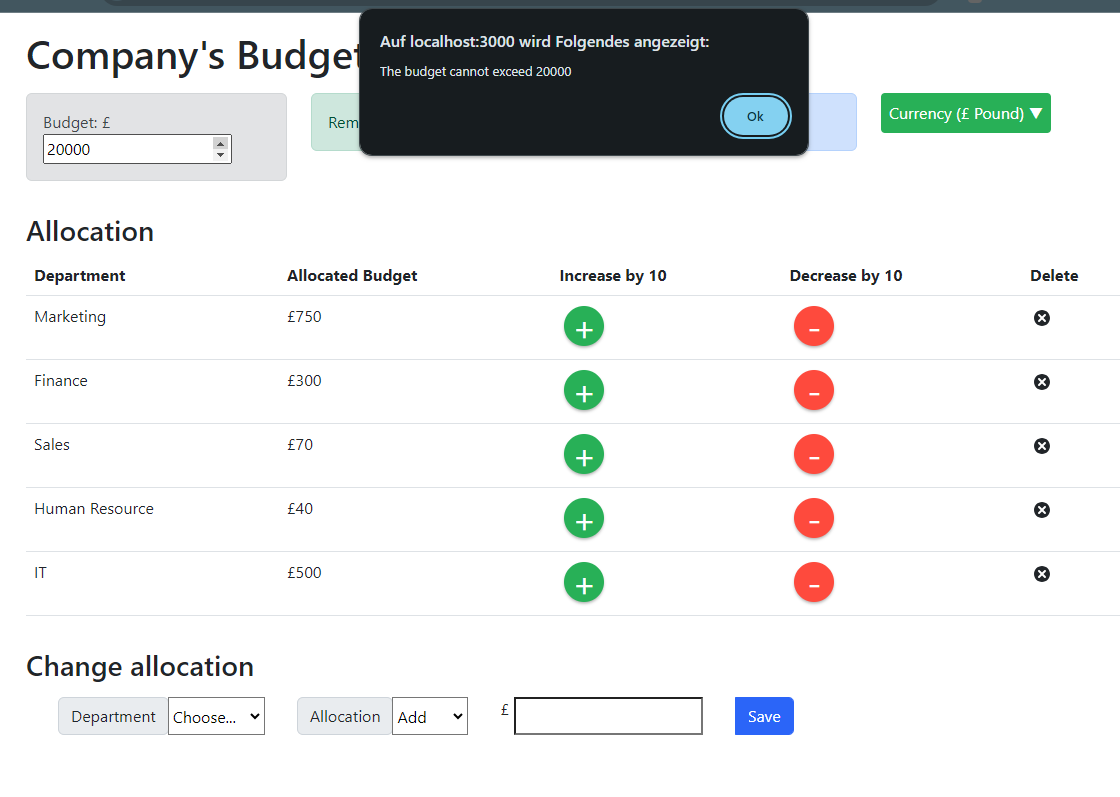 Company's Budget
Auf localhost:3000 wird Folgendes angezeigt:
The budget cannot exceed 20000
Ok
Budget: £
20000
Rem
Currency (£ Pound) ▼
Allocation
Department Allocated Budget Increase by 10 Decrease by 10 Delete
Marketing £750 + -
Finance £300 + -
Sales £70 + -
Human Resource £40 + -
IT £500 + -
Change allocation
Department Choose... Allocation Add £ Save